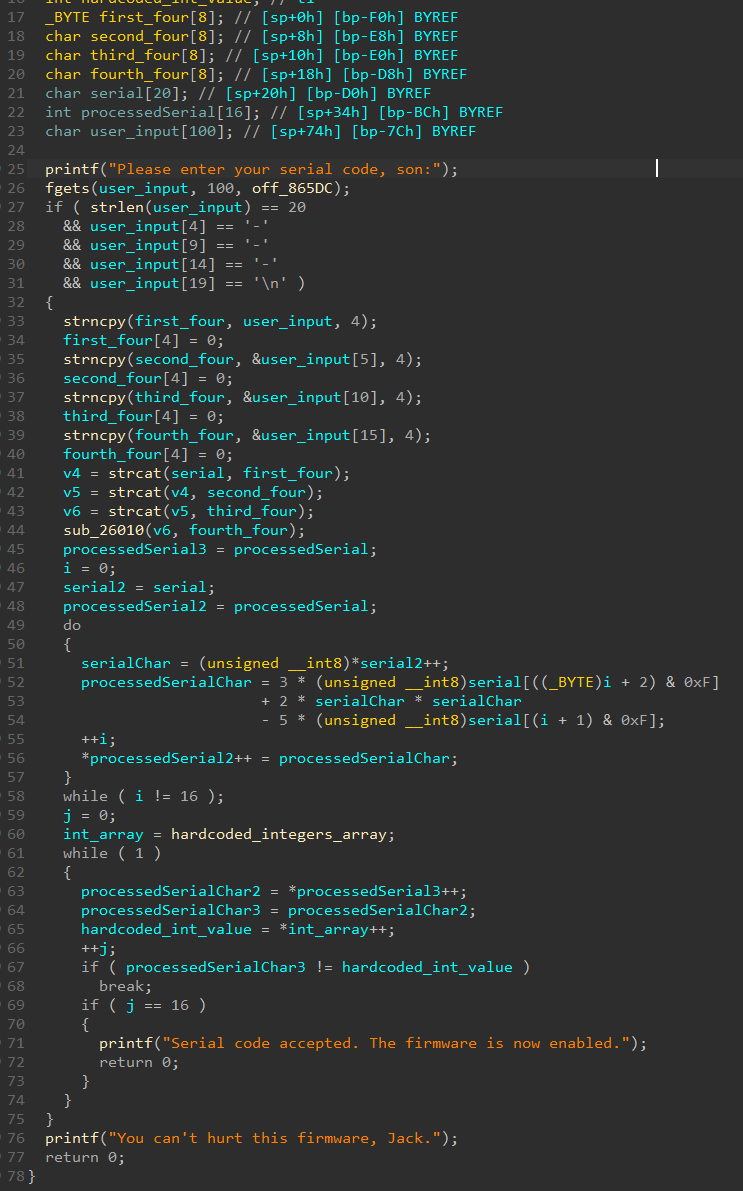 17 _BYTE first_four[8]; // [sp+0h] [bp-F0h] BYREF
18 char second_four[8]; // [sp+8h] [bp-E8h] BYREF
19 char third_four[8]; // [sp+10h] [bp-E0h] BYREF
20 char fourth_four[8]; // [sp+18h] [bp-D8h] BYREF
21 char serial[20]; // [sp+20h] [bp-D0h] BYREF
22 int processedSerial[16]; // [sp+34h] [bp-BCh] BYREF
23 char user_input[100]; // [sp+74h] [bp-7Ch] BYREF
24
25 printf("Please enter your serial code, son:");
26 fgets(user_input, 100, off_865DC);
27 if ( strlen(user_input) == 20
28 && user_input[4] == '-'
29 && user_input[9] == '-'
30 && user_input[14] == '-'
31 && user_input[19] == '\n' )
32 {
33 strncpy(first_four, user_input, 4);
34 first_four[4] = 0;
35 strncpy(second_four, &user_input[5], 4);
36 second_four[4] = 0;
37 strncpy(third_four, &user_input[10], 4);
38 third_four[4] = 0;
39 strncpy(fourth_four, &user_input[15], 4);
40 fourth_four[4] = 0;
41 v4 = strcat(serial, first_four);
42 v5 = strcat(v4, second_four);
43 v6 = strcat(v5, third_four);
44 sub_26010(v6, fourth_four);
45 processedSerial3 = processedSerial;
46 i = 0;
47 serial2 = serial;
48 processedSerial2 = processedSerial;
49 do
50 {
51 serialChar = (unsigned __int8)*serial2++;
52 processedSerialChar = 3 * (unsigned __int8)serial[((_BYTE)i + 2) & 0xF]
53 + 2 * serialChar * serialChar
54 - 5 * (unsigned __int8)serial[(i + 1) & 0xF];
55 ++i;
56 *processedSerial2++ = processedSerialChar;
57 }
58 while ( i != 16 );
59 j = 0;
60 int_array = hardcoded_integers_array;
61 while ( 1 )
62 {
63 processedSerialChar2 = *processedSerial3++;
64 processedSerialChar3 = processedSerialChar2;
65 hardcoded_int_value = *int_array++;
66 ++j;
67 if ( processedSerialChar3 != hardcoded_int_value )
68 break;
69 if ( j == 16 )
70 {
71 printf("Serial code accepted. The firmware is now enabled.");
72 return 0;
73 }
74 }
75 }
76 printf("You can't hurt this firmware, Jack.");
77 return 0;
78 }